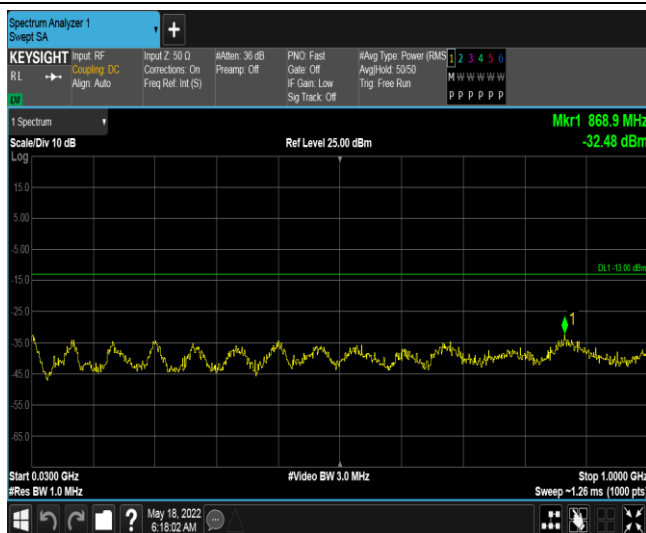 Spectrum Analyzer 1
Swept SA
KEYSIGHT
RL
Input: RF
Coupling: DC
Align: Auto
Input Z: 50 Ω
Corrections: On
Freq Ref: Int (S)
#Atten: 36 dB
Preamp: Off
PNO: Fast
Gate: Off
IF Gain: Low
Sig Track: Off
#Avg Type: Power (RMS
Avg|Hold: 50/50
Trig: Free Run
1 2 3 4 5 6
M W W W W W
P P P P P P
1 Spectrum
Mkr1 868.9 MHz
Scale/Div 10 dB
Ref Level 25.00 dBm
-32.48 dBm
Log
15.0
5.00
-5.00
DL1 -13.00 dBm
-15.0
-25.0
1
-35.0
-45.0
-55.0
-65.0
Start 0.0300 GHz
#Video BW 3.0 MHz
Stop 1.0000 GHz
#Res BW 1.0 MHz
Sweep ~1.26 ms (1000 pts)
?
May 18, 2022
6:18:02 AM